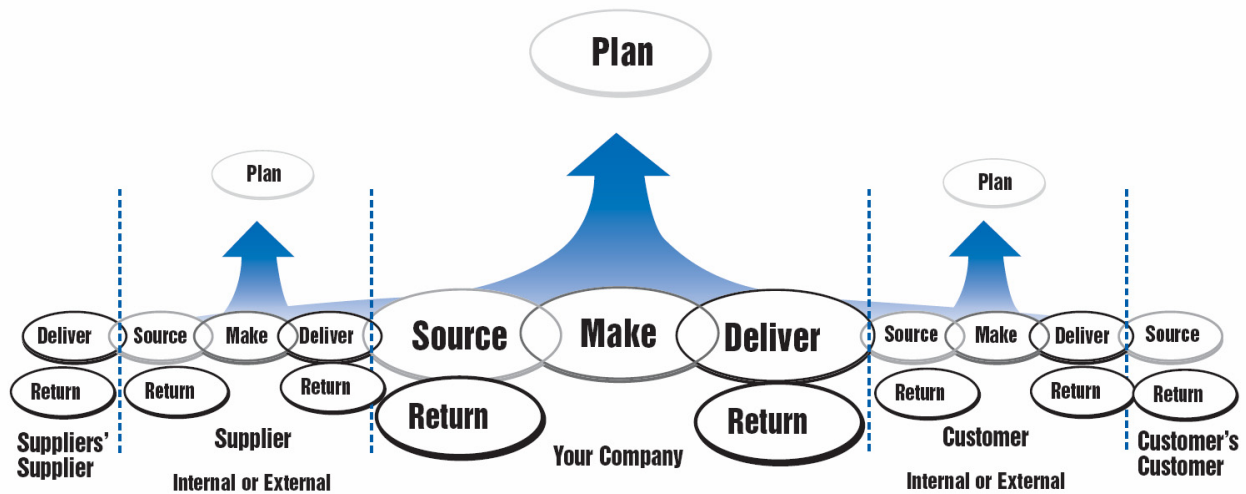 Plan
Plan
Plan
Deliver
Source
Make
Deliver
Source
Make
Deliver
Source
Make
Deliver
Source
Return
Return
Return
Return
Return
Return
Return
Return
Suppliers'
Supplier
Supplier
Internal or External
Your Company
Customer
Internal or External
Customer's
Customer